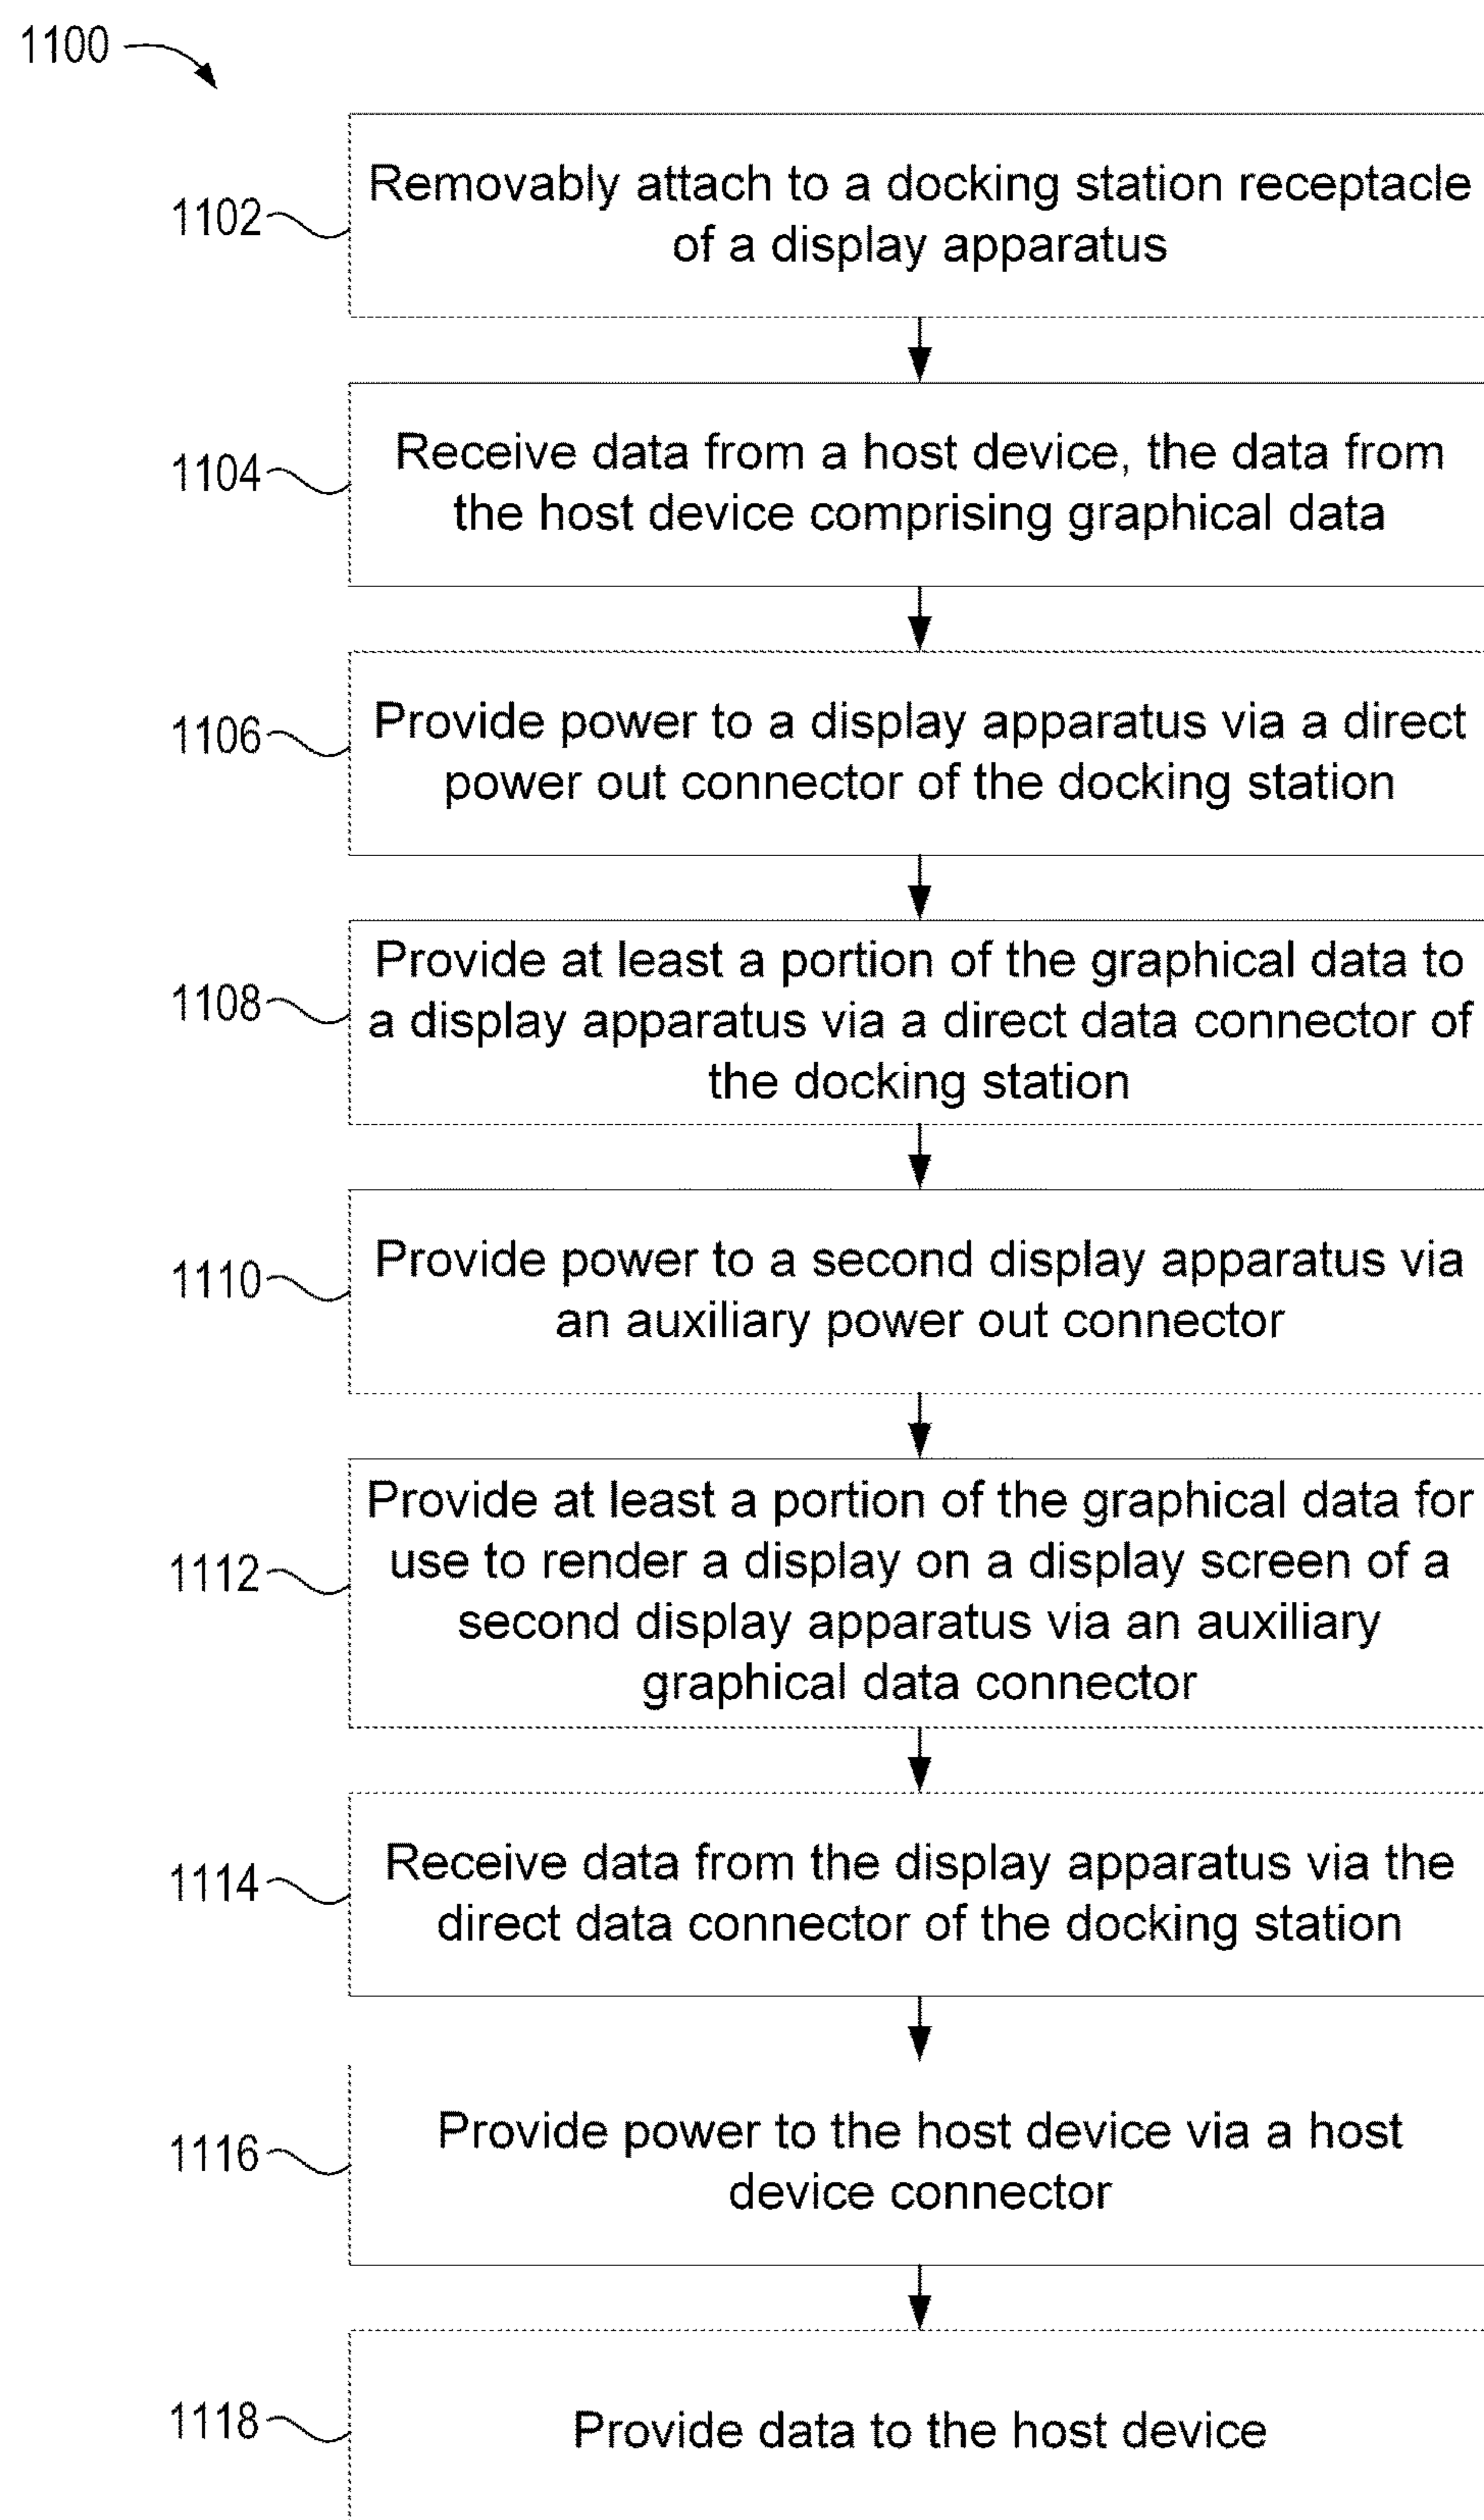 1100
1102
Removably attach to a docking station receptacle
of a display apparatus
1104
Receive data from a host device, the data from
the host device comprising graphical data
1106
Provide power to a display apparatus via a direct
power out connector of the docking station
1108
Provide at least a portion of the graphical data to
a display apparatus via a direct data connector of
the docking station
1110
Provide power to a second display apparatus via
an auxiliary power out connector
1112
Provide at least a portion of the graphical data for
use to render a display on a display screen of a
second display apparatus via an auxiliary
graphical data connector
1114
Receive data from the display apparatus via the
direct data connector of the docking station
1116
Provide power to the host device via a host
device connector
1118
Provide data to the host device